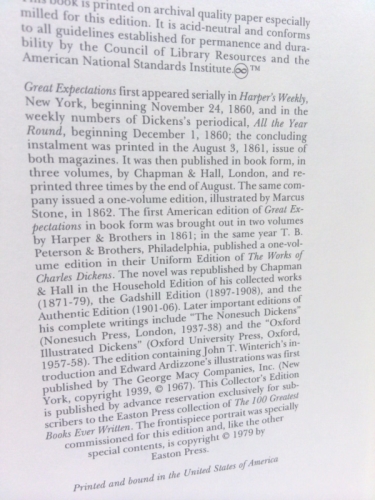 This book is printed on archival quality paper especially
milled for this edition. It is acid-neutral and conforms
to all guidelines established for permanence and dura-
bility by the Council of Library Resources and the
American National Standards Institute.♾™
Great Expectations first appeared serially in Harper's Weekly,
New York, beginning November 24, 1860, and in the
weekly numbers of Dickens's periodical, All the Year
Round, beginning December 1, 1860; the concluding
instalment was printed in the August 3, 1861, issue of
both magazines. It was then published in book form, in
three volumes, by Chapman & Hall, London, and re-
printed three times by the end of August. The same com-
pany issued a one-volume edition, illustrated by Marcus
Stone, in 1862. The first American edition of Great Ex-
pectations in book form was brought out in two volumes
by Harper & Brothers in 1861; in the same year T. B.
Peterson & Brothers, Philadelphia, published a one-vol-
ume edition in their Uniform Edition of The Works of
Charles Dickens. The novel was republished by Chapman
& Hall in the Household Edition of his collected works
(1871-79), the Gadshill Edition (1897-1908), and the
Authentic Edition (1901-06). Later important editions of
his complete writings include "The Nonesuch Dickens"
(Nonesuch Press, London, 1937-38) and the "Oxford
Illustrated Dickens" (Oxford University Press, Oxford,
1957-58). The edition containing John T. Winterich's in-
troduction and Edward Ardizzone's illustrations was first
published by The George Macy Companies, Inc. (New
York, copyright 1939, © 1967). This Collector's Edition
is published by advance reservation exclusively for sub-
scribers to the Easton Press collection of The 100 Greatest
Books Ever Written. The frontispiece portrait was specially
commissioned for this edition and, like the other
special contents, is copyright © 1979 by
Easton Press.
Printed and bound in the United States of America